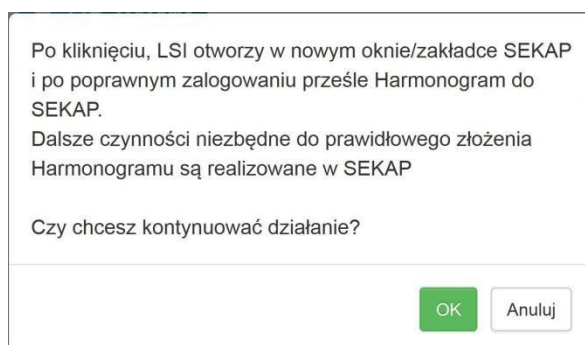 Po kliknięciu, LSI otworzy w nowym oknie/zakładce SEKAP
i po poprawnym zalogowaniu prześle Harmonogram do
SEKAP.
Dalsze czynności niezbędne do prawidłowego złożenia
Harmonogramu są realizowane w SEKAP
Czy chcesz kontynuować działanie?
OK Anuluj